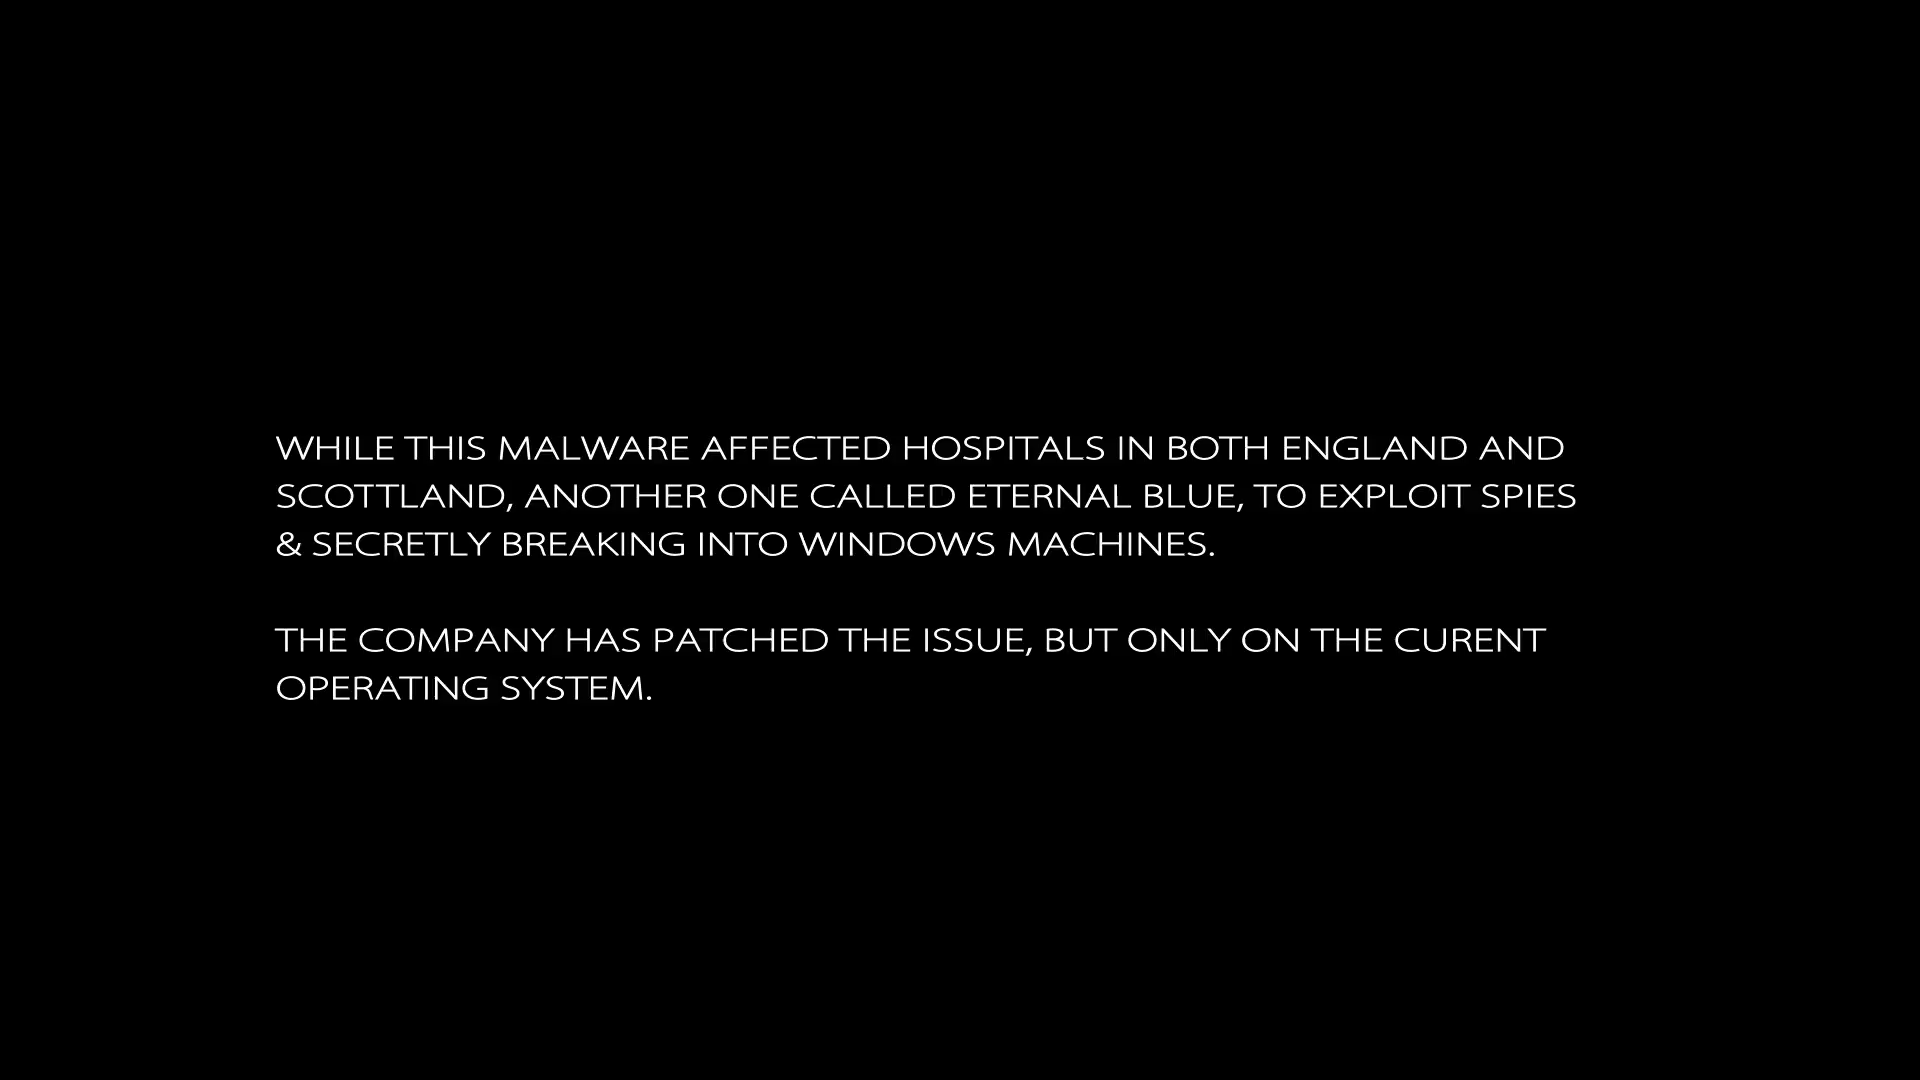 WHILE THIS MALWARE AFFECTED HOSPITALS IN BOTH ENGLAND AND
SCOTTLAND, ANOTHER ONE CALLED ETERNAL BLUE, TO EXPLOIT SPIES
& SECRETLY BREAKING INTO WINDOWS MACHINES.
THE COMPANY HAS PATCHED THE ISSUE, BUT ONLY ON THE CURENT
OPERATING SYSTEM.